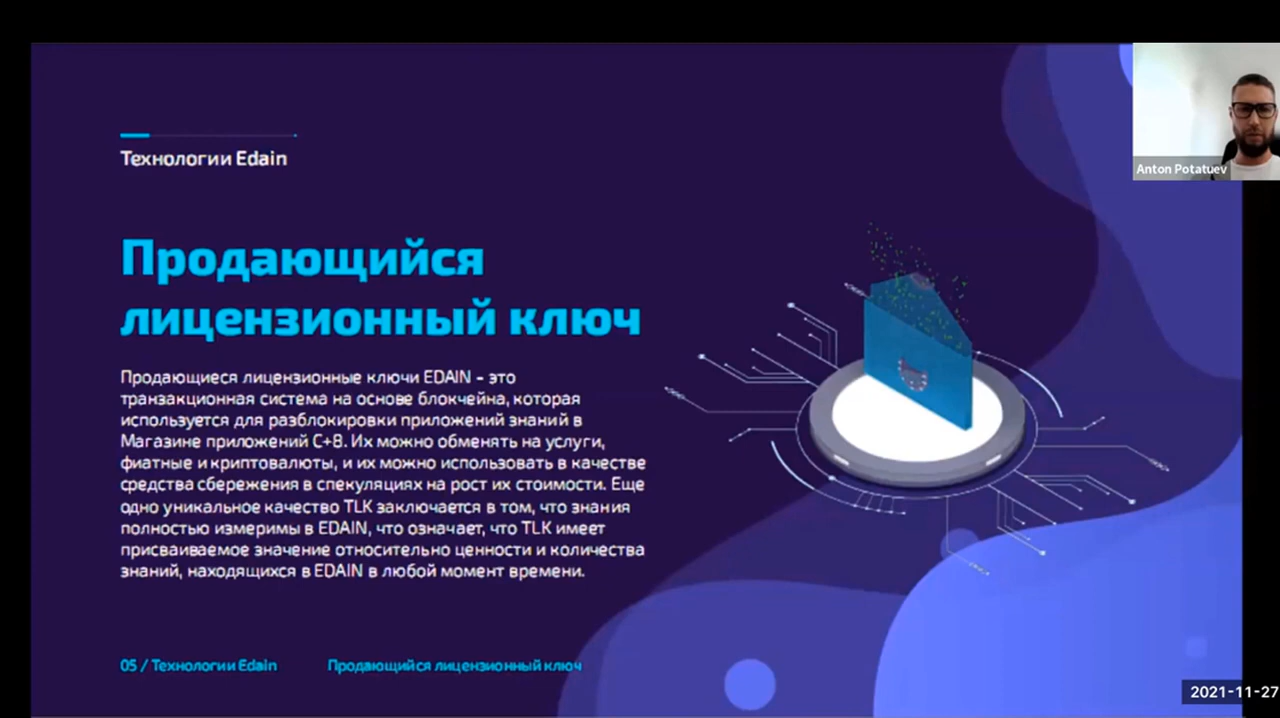 Технологии Edain
Anton Potatuev
Продающийся
лицензионный ключ
Продающиеся лицензионные ключи EDAIN - это
транзакционная система на основе блокчейна, которая
используется для разблокировки приложений знаний в
Магазине приложений C+8. Их можно обменять на услуги,
фиатные и криптовалюты, и их можно использовать в качестве
средства сбережения в спекуляциях на рост их стоимости. Еще
одно уникальное качество TLK заключается в том, что знания
полностью измеримы в EDAIN, что означает, что TLK имеет
присваиваемое значение относительно ценности и количества
знаний, находящихся в EDAIN в любой момент времени.
05 / Технологии Edain
Продающийся лицензионный ключ
2021-11-27